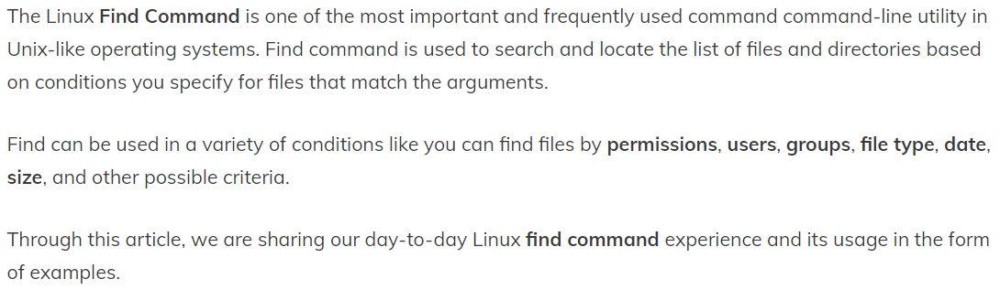 The Linux Find Command is one of the most important and frequently used command command-line utility in
Unix-like operating systems. Find command is used to search and locate the list of files and directories based
on conditions you specify for files that match the arguments.
Find can be used in a variety of conditions like you can find files by permissions, users, groups, file type, date,
size, and other possible criteria.
Through this article, we are sharing our day-to-day Linux find command experience and its usage in the form
of examples.